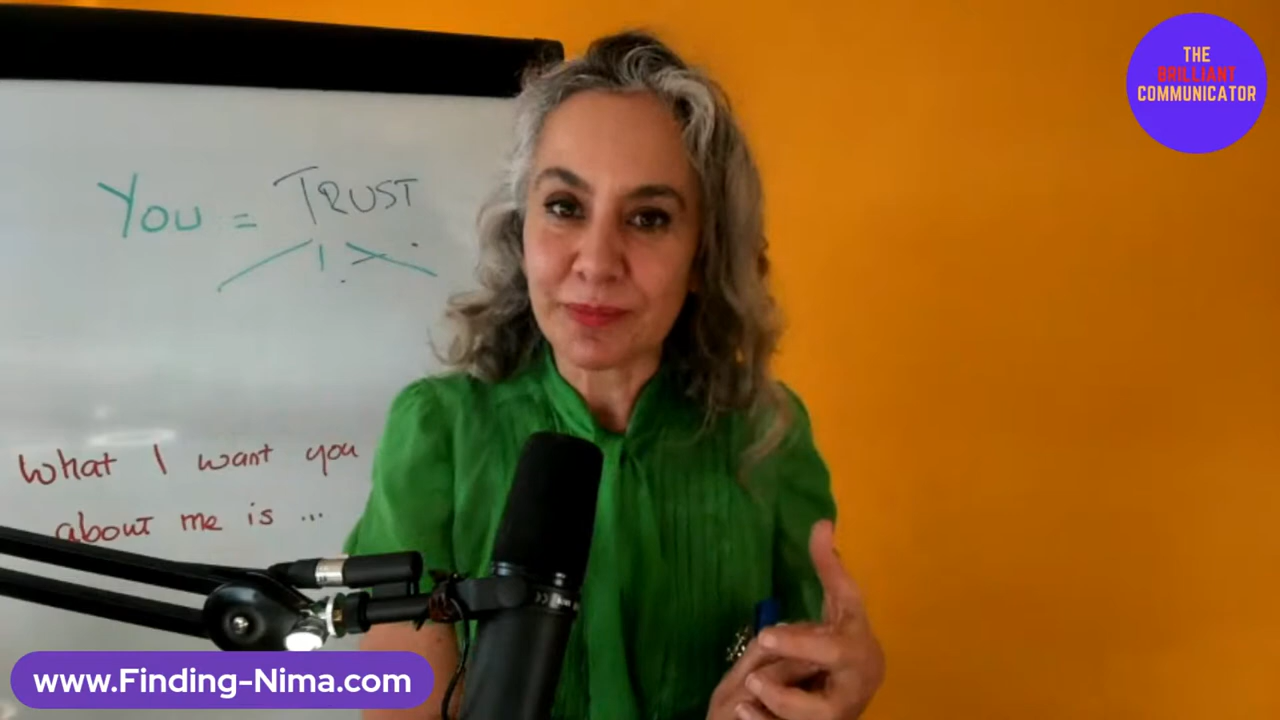 THE
BRILLIANT
COMMUNICATOR
You = TRUST
What I want you
about me is ...
www.Finding-Nima.com